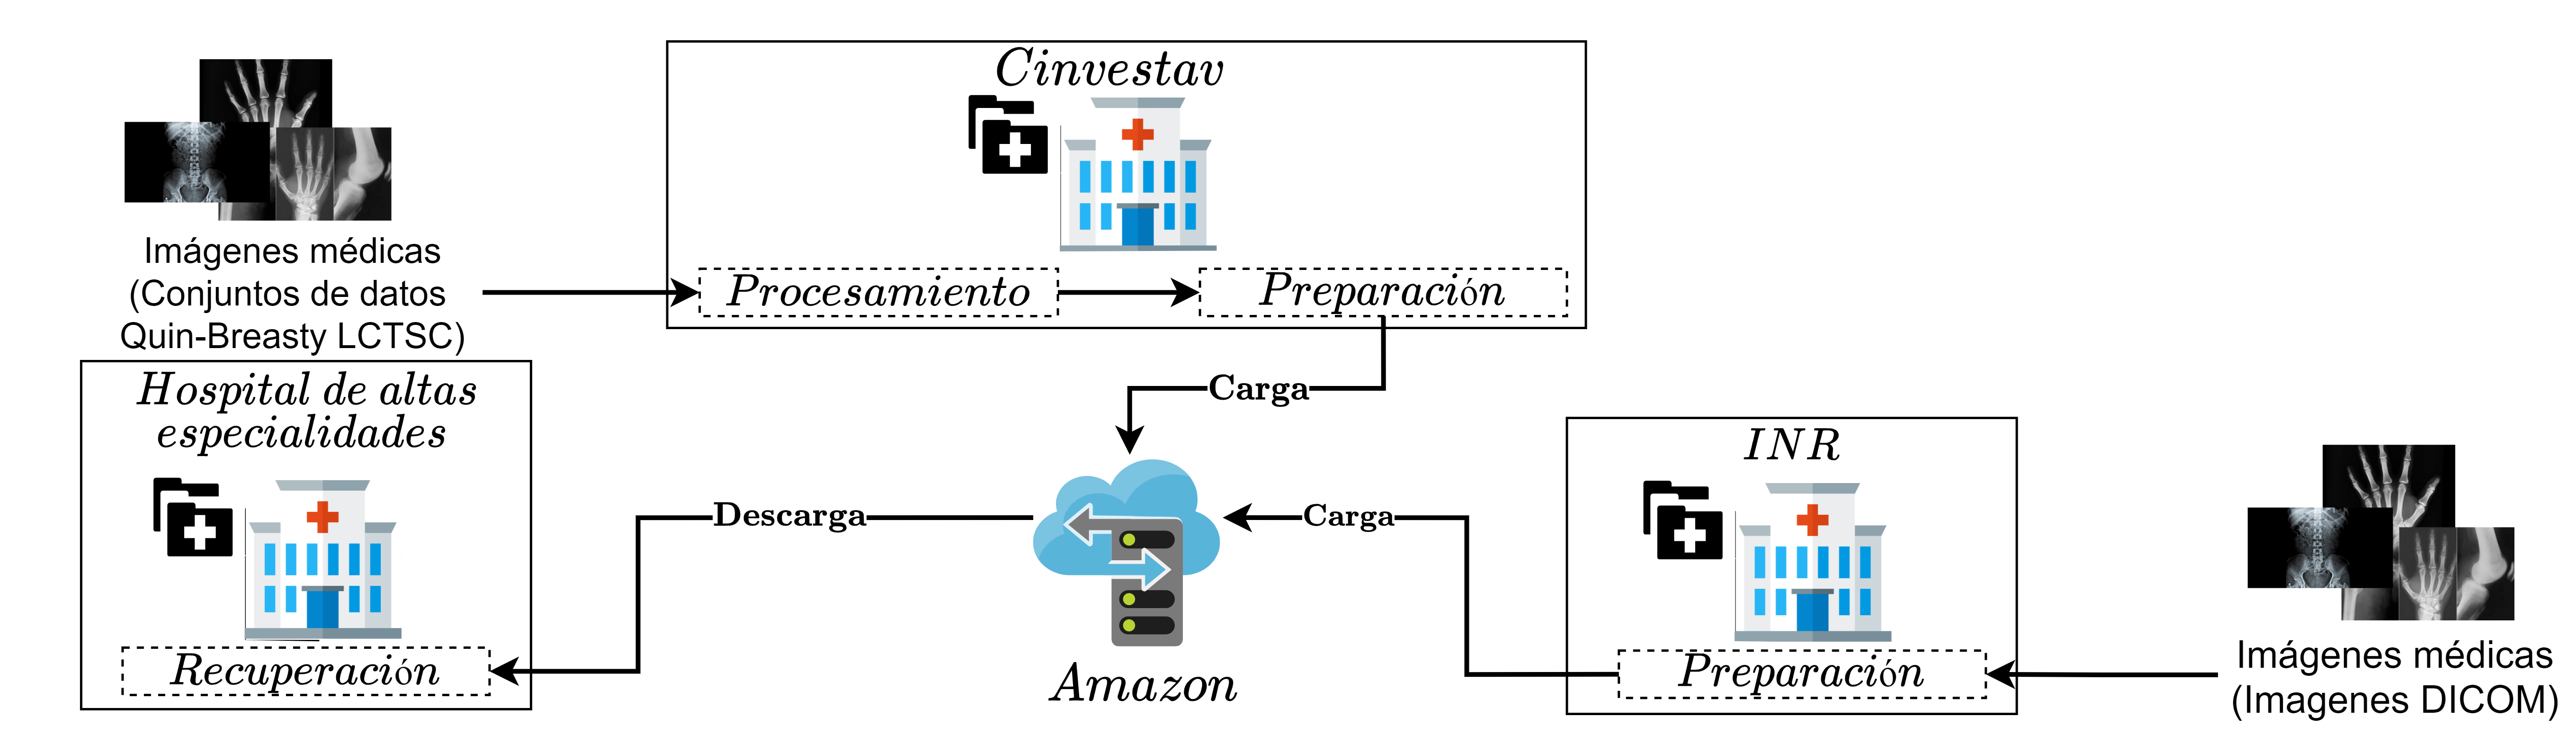 Cinvestav
Imágenes médicas
(Conjuntos de datos
Quin-Breasty LCTSC)
Procesamiento
Preparación
Carga
Hospital de altas
especialidades
Recuperación
Descarga
Amazon
Carga
INR
Preparación
Imágenes médicas
(Imagenes DICOM)